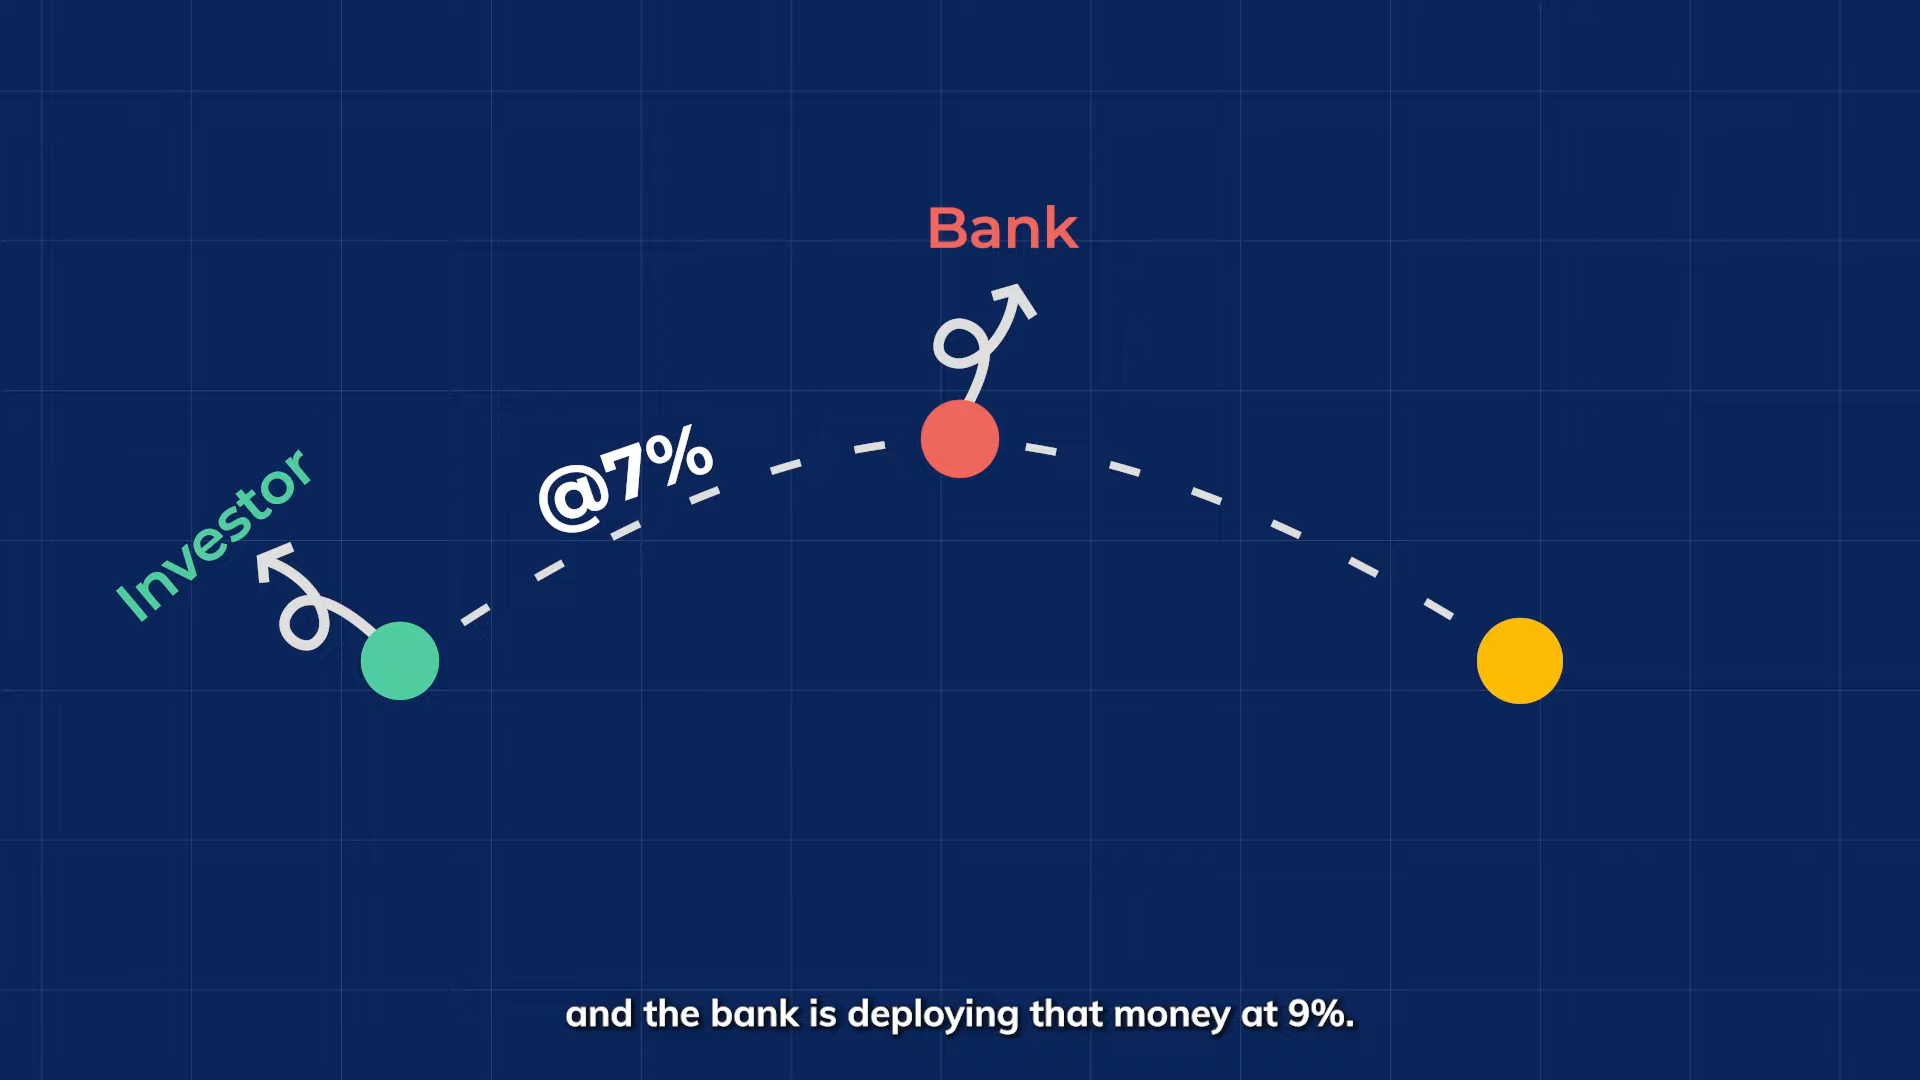 Bank
@7%
Investor
and the bank is deploying that money at 9%.